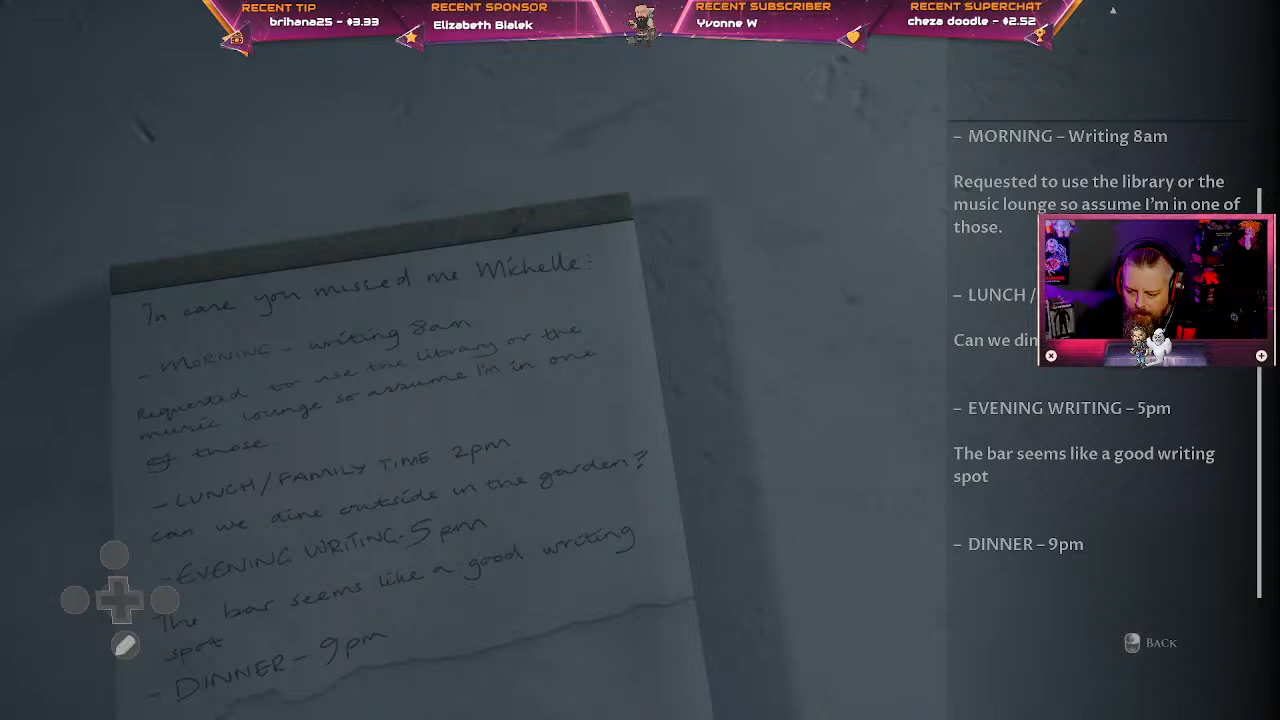 RECENT TIP
brihana25 - $3.33
RECENT SPONSOR
Elizabeth Bialek
RECENT SUBSCRIBER
Yvonne W
RECENT SUPERCHAT
cheza doodle - $2.52
In case you missed me Michelle:
- MORNING - writing 8am
Requested to use the library or the
music lounge so assume I'm in one
of those.
- LUNCH/FAMILY TIME 2pm
can we dine outside in the garden?
- EVENING WRITING - 5pm
The bar seems like a good writing
spot
- DINNER - 9pm
– MORNING – Writing 8am
Requested to use the library or the
music lounge so assume I'm in one of
those.
– LUNCH /
Can we din
– EVENING WRITING – 5pm
The bar seems like a good writing
spot
– DINNER – 9pm
BACK